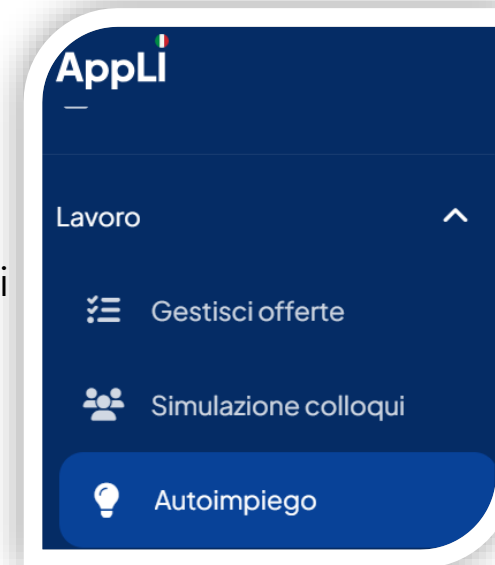 AppLI
Lavoro
i
Gestisci offerte
Simulazione colloqui
Autoimpiego